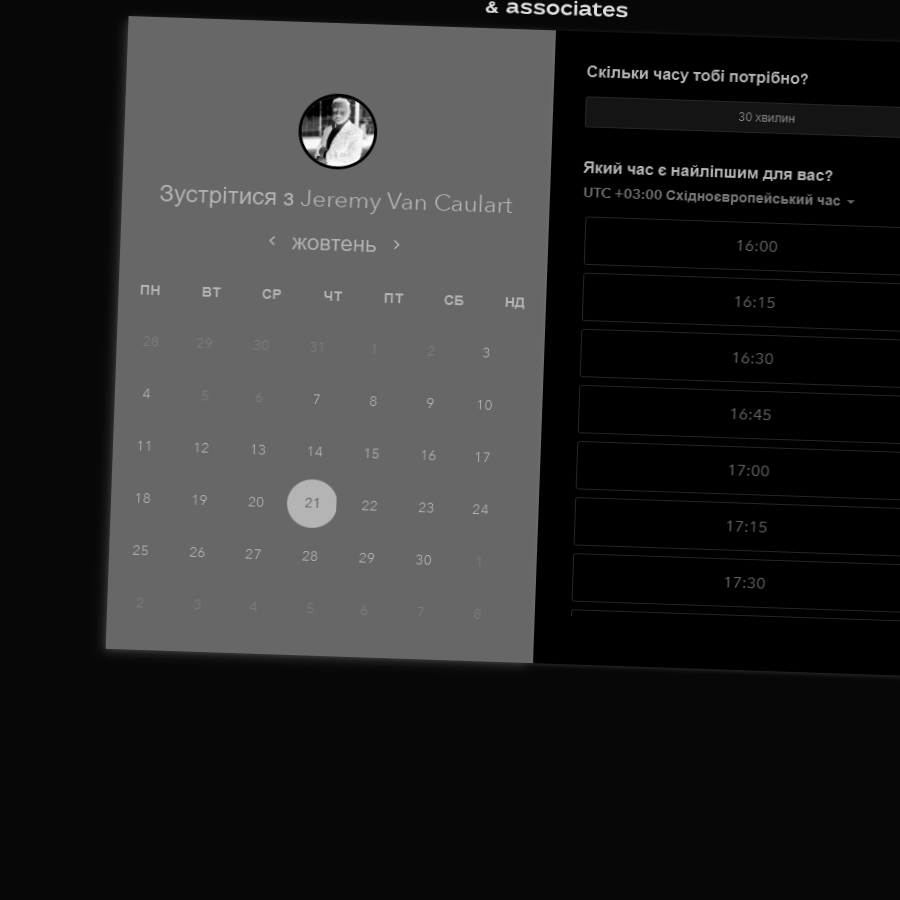 & associates
Зустрітися з Jeremy Van Caulart
жовтень
ПН ВТ СР ЧТ ПТ СБ НД
28 29 30 31 1 2 3
4 5 6 7 8 9 10
11 12 13 14 15 16 17
18 19 20 21 22 23 24
25 26 27 28 29 30 1
2 3 4 5 6 7 8
Скільки часу тобі потрібно?
30 хвилин
Який час є найліпшим для вас?
UTC +03:00 Східноєвропейський час
16:00
16:15
16:30
16:45
17:00
17:15
17:30